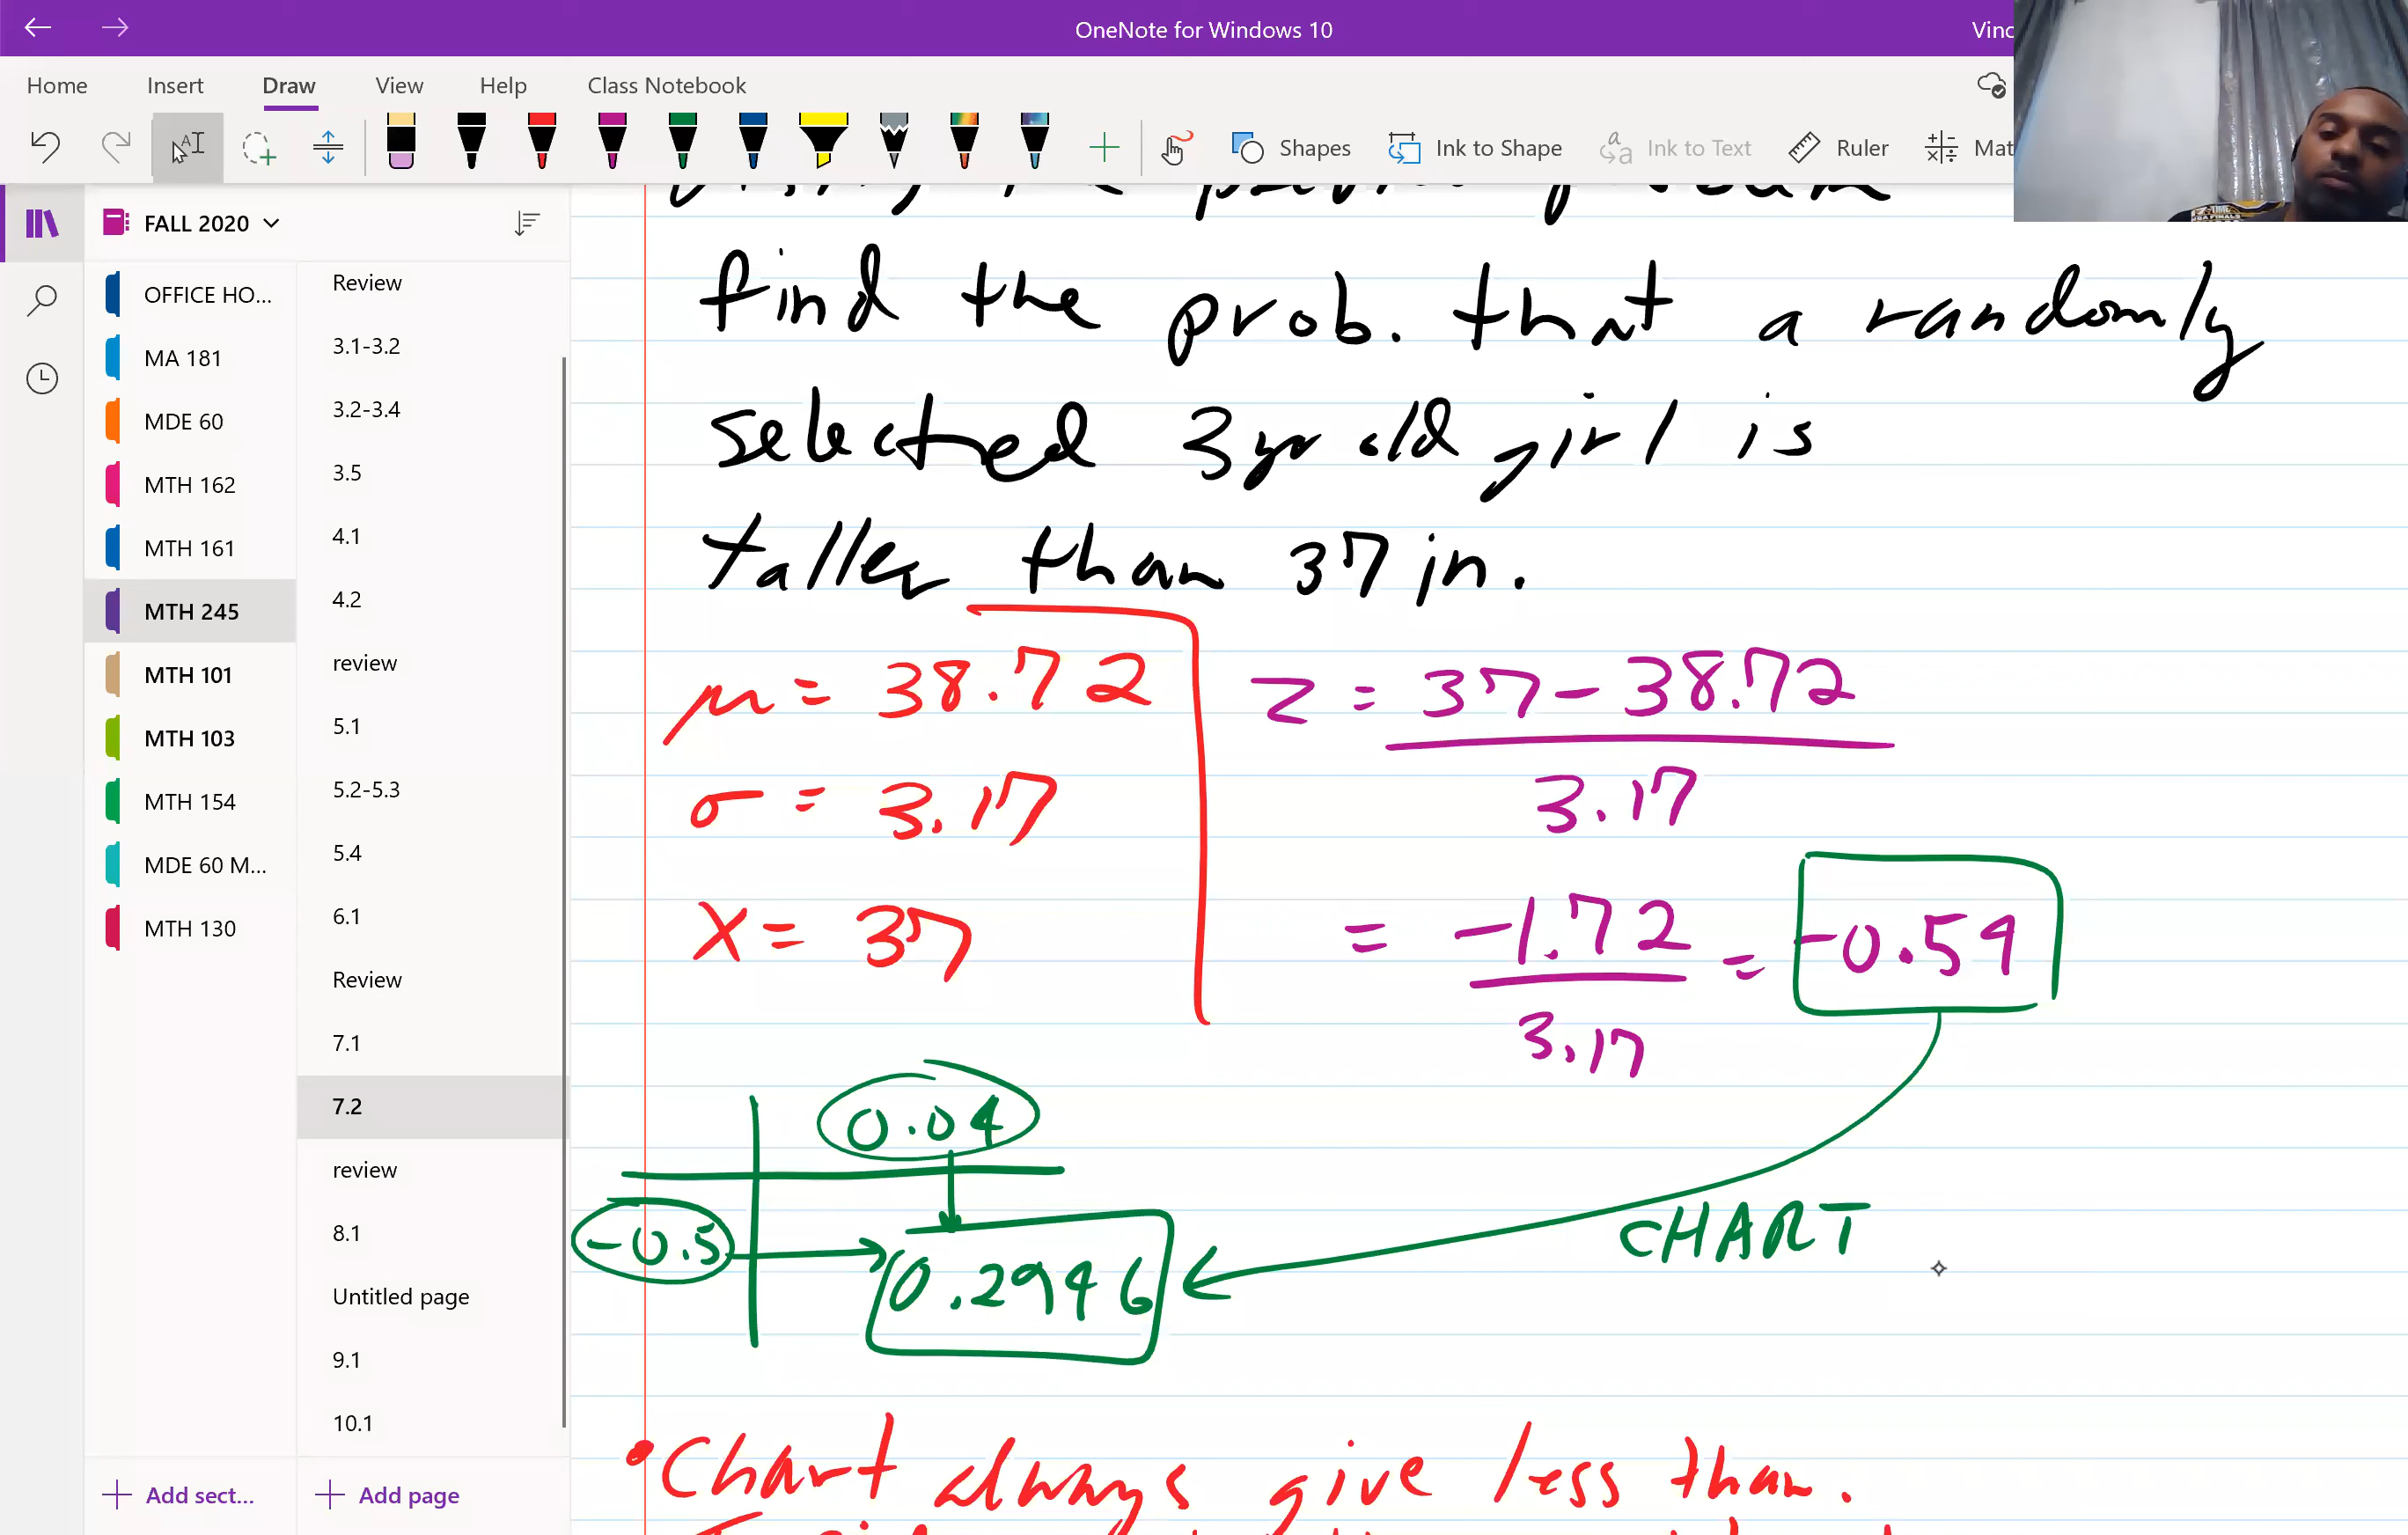 OneNote for Windows 10
Vinc
Home Insert Draw View Help Class Notebook
Shapes Ink to Shape Ink to Text Ruler Mat
FALL 2020
OFFICE HO...
MA 181
MDE 60
MTH 162
MTH 161
MTH 245
MTH 101
MTH 103
MTH 154
MDE 60 M...
MTH 130
Add sect...
Review
3.1-3.2
3.2-3.4
3.5
4.1
4.2
review
5.1
5.2-5.3
5.4
6.1
Review
7.1
7.2
review
8.1
Untitled page
9.1
10.1
Add page
find the prob. that a randomly
selected 3 yr old girl is
taller than 37 in.
μ = 38.72
σ = 3.17
x = 37
z = 37 - 38.72
3.17
= -1.72 = -0.54
3.17
0.04
-0.5
0.2946
CHART
• Chart always give less than.